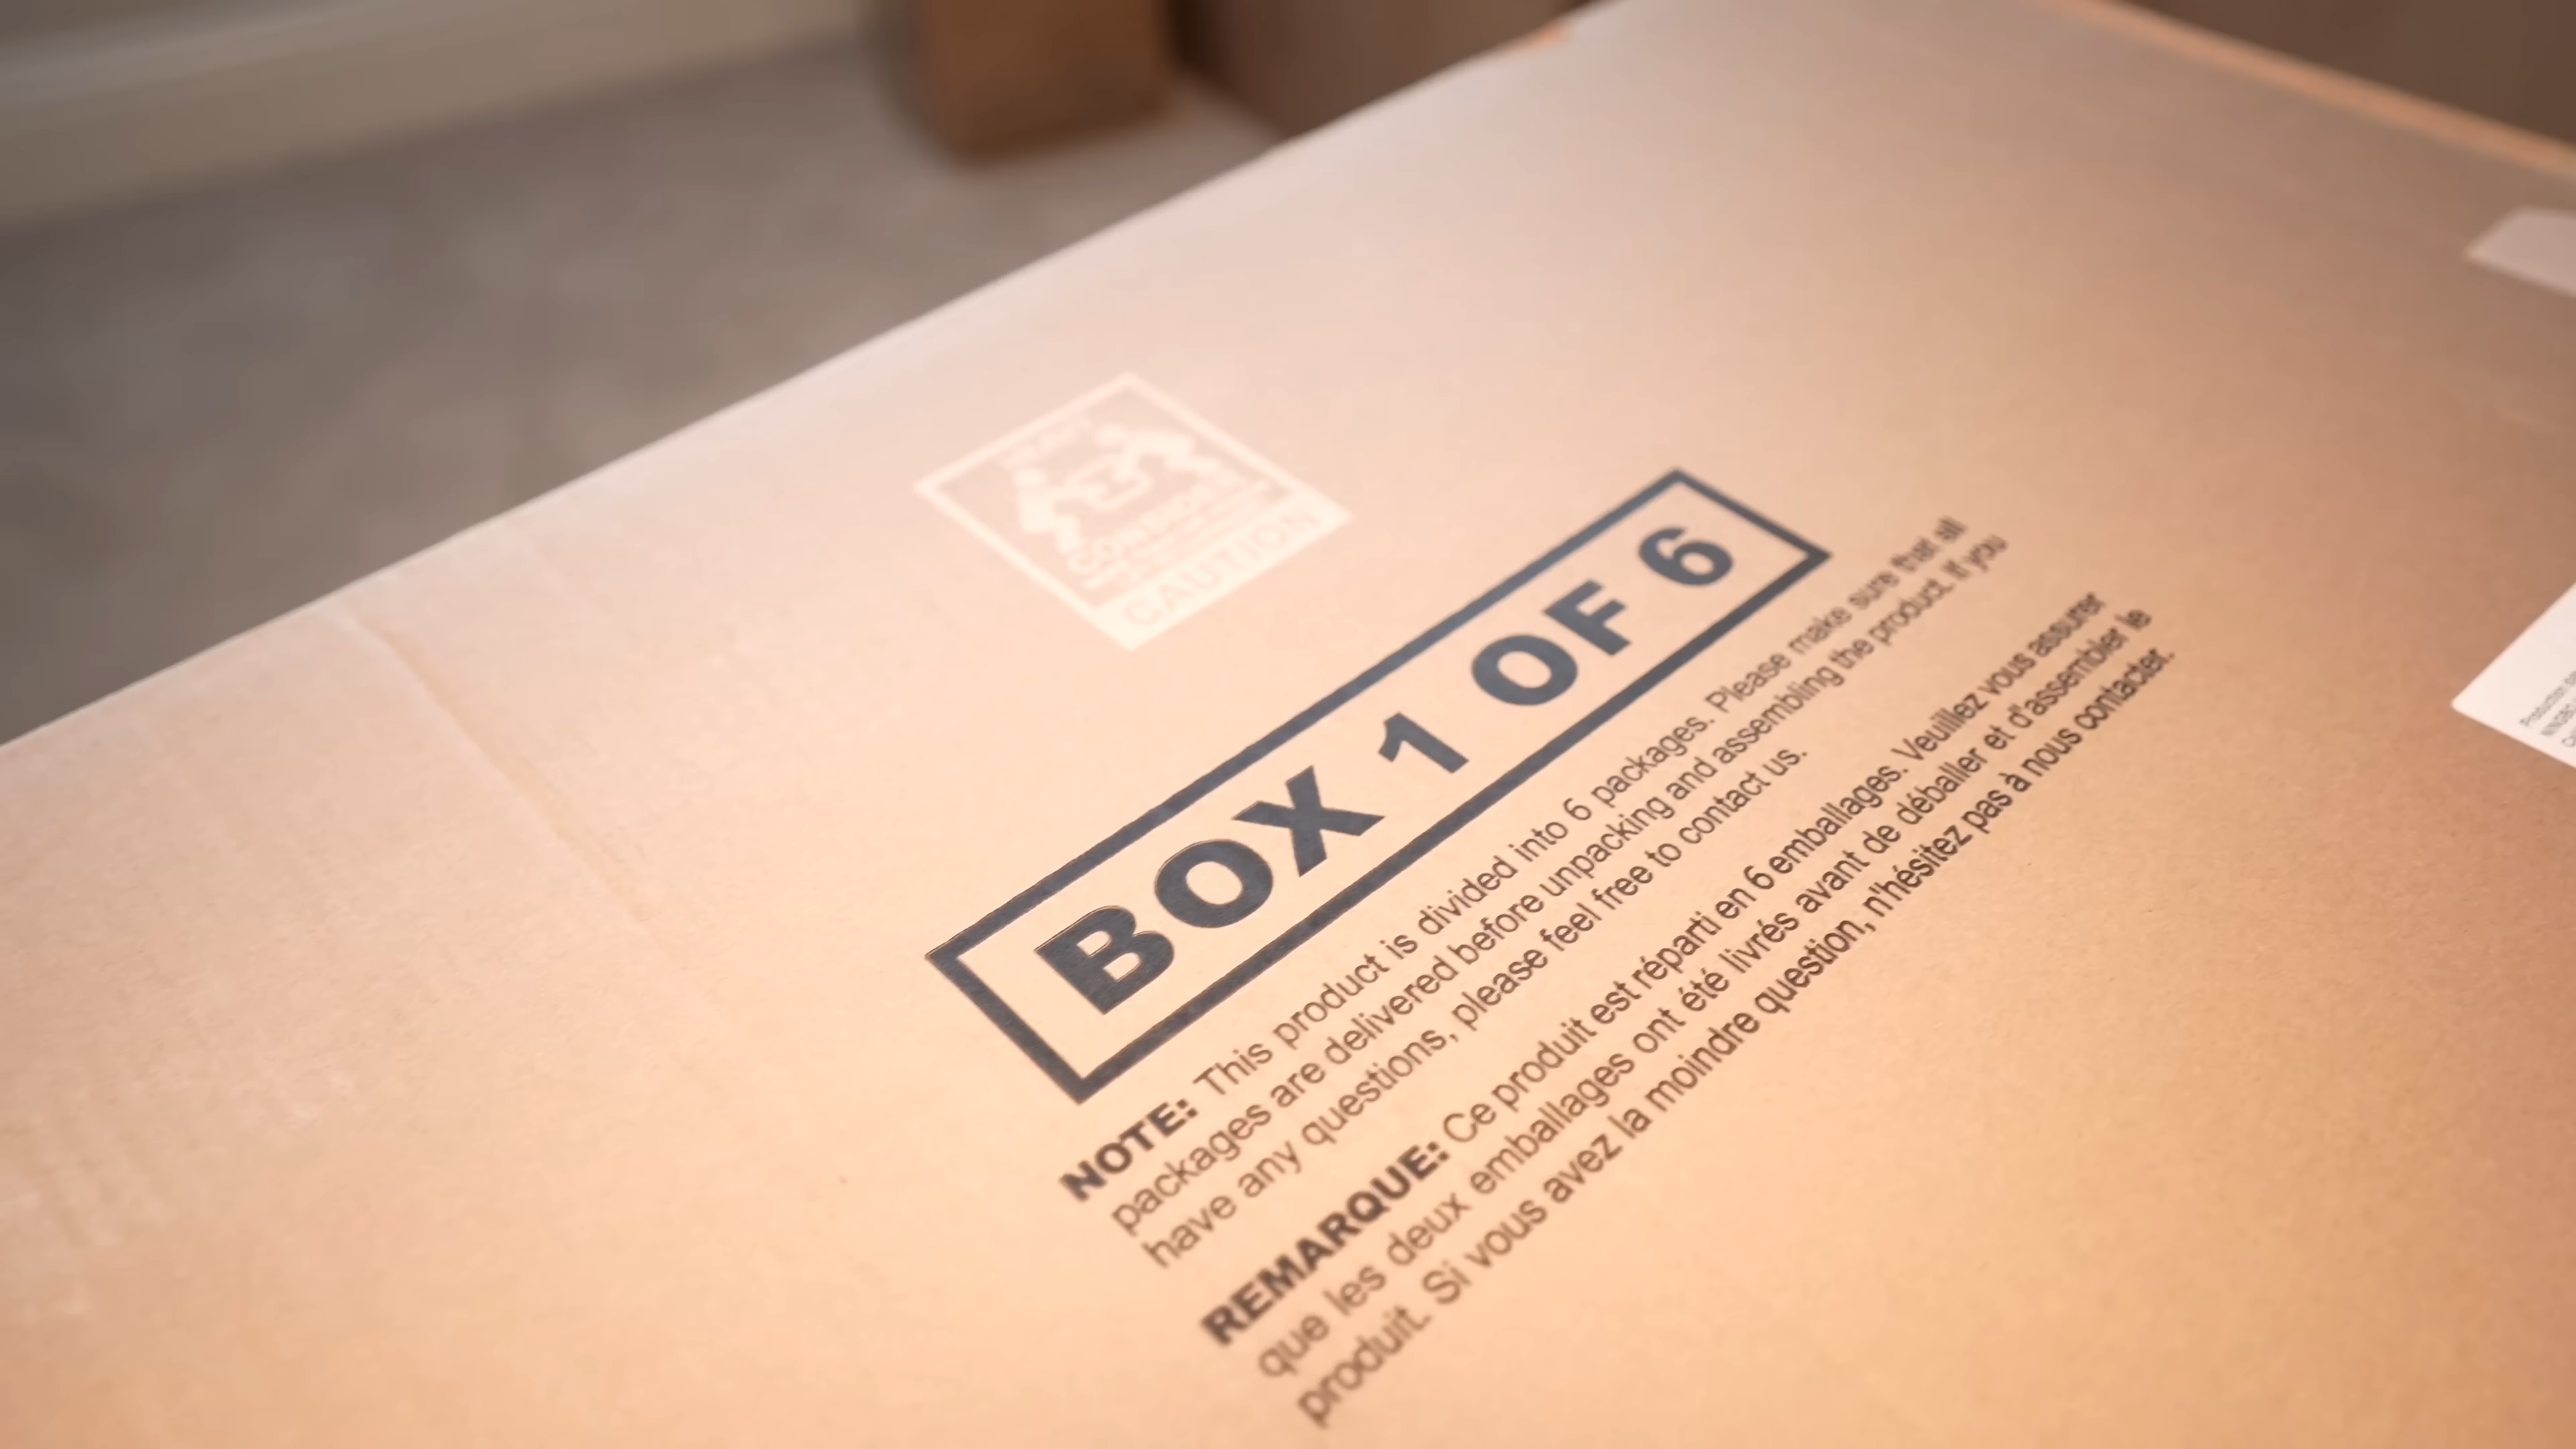 HEAVY
CONSIDER
CAUTION
BOX 1 OF 6
NOTE: This product is divided into 6 packages. Please make sure that all
packages are delivered before unpacking and assembling the product. If you
have any questions, please feel free to contact us.
REMARQUE: Ce produit est réparti en 6 emballages. Veuillez vous assurer
que les deux emballages ont été livrés avant de déballer et d'assembler le
produit. Si vous avez la moindre question, n'hésitez pas à nous contacter.